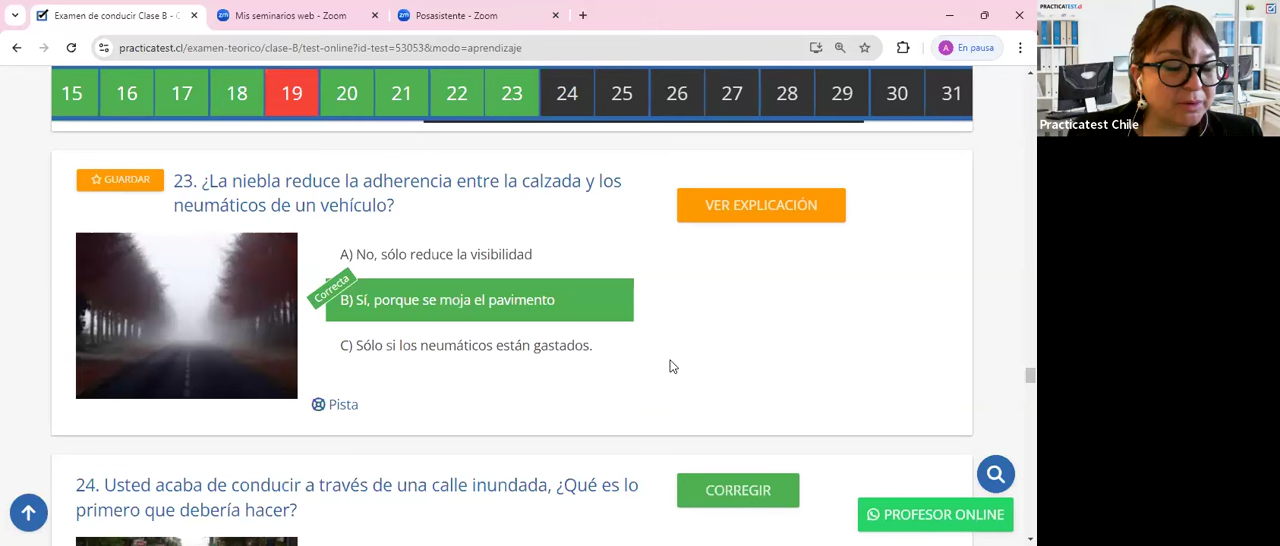 Examen de conducir Clase B - C
Mis seminarios web - Zoom
Posasistente - Zoom
practicatest.cl/examen-teorico/clase-B/test-online?id-test=53053&modo=aprendizaje
A
En pausa
PRACTICATEST.CL
Practicatest Chile
15 16 17 18 19 20 21 22 23 24 25 26 27 28 29 30 31
GUARDAR
23. ¿La niebla reduce la adherencia entre la calzada y los
neumáticos de un vehículo?
VER EXPLICACIÓN
A) No, sólo reduce la visibilidad
Correcta
B) Sí, porque se moja el pavimento
C) Sólo si los neumáticos están gastados.
Pista
24. Usted acaba de conducir a través de una calle inundada, ¿Qué es lo
primero que debería hacer?
CORREGIR
PROFESOR ONLINE